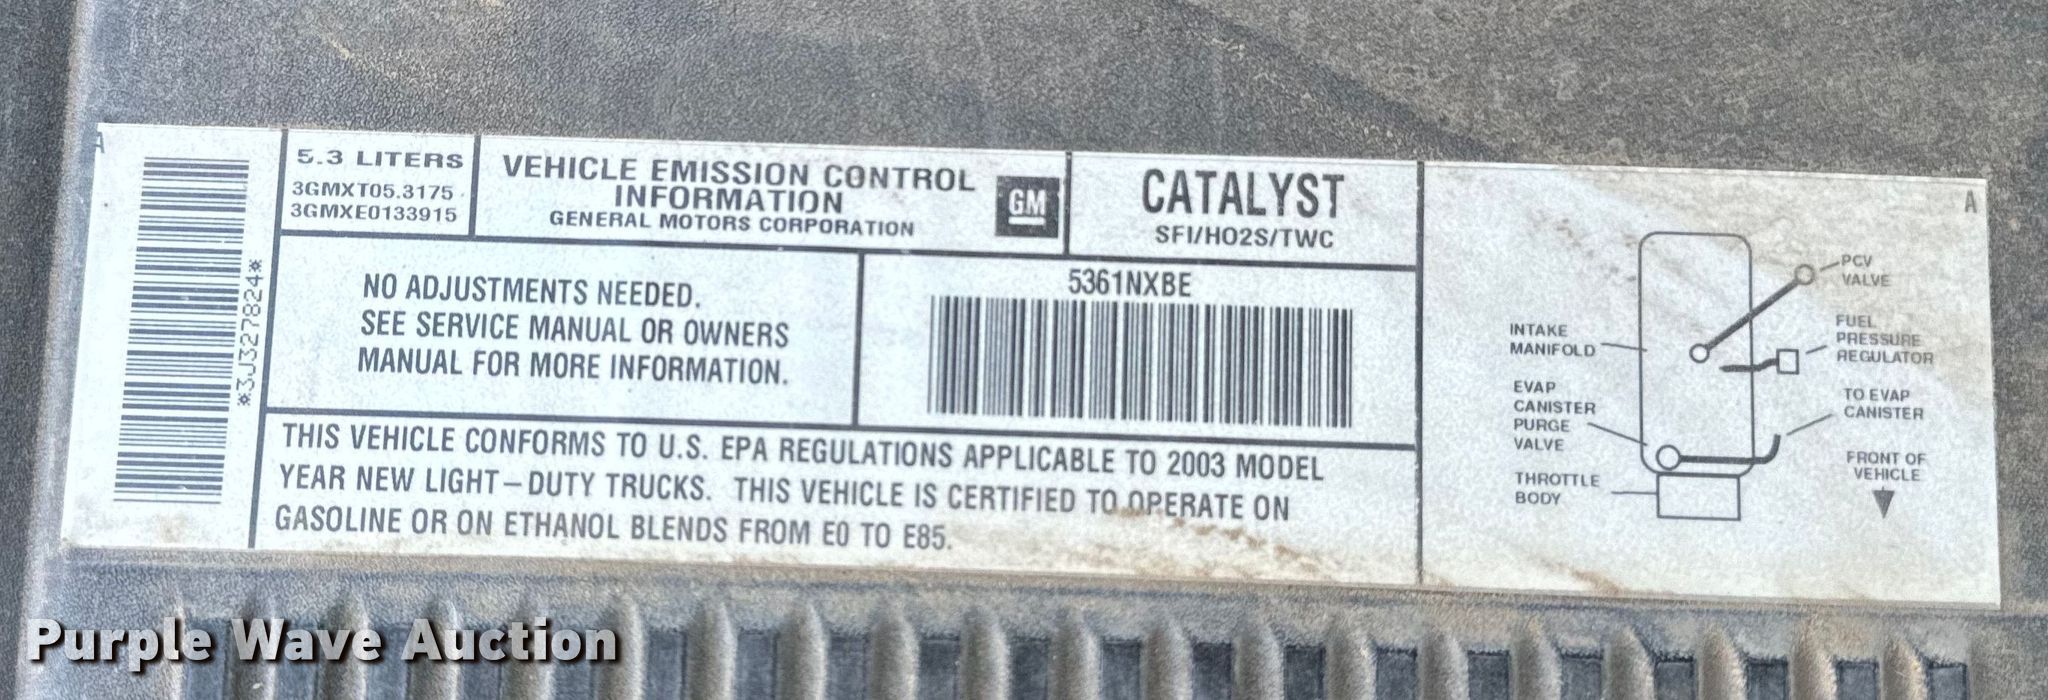 A
*3J3278244*
5.3 LITERS
3GMXT05.3175
3GMXE0133915
VEHICLE EMISSION CONTROL
INFORMATION
GENERAL MOTORS CORPORATION
GM
CATALYST
SFI/HO2S/TWC
NO ADJUSTMENTS NEEDED.
SEE SERVICE MANUAL OR OWNERS
MANUAL FOR MORE INFORMATION.
5361NXBE
THIS VEHICLE CONFORMS TO U.S. EPA REGULATIONS APPLICABLE TO 2003 MODEL
YEAR NEW LIGHT-DUTY TRUCKS. THIS VEHICLE IS CERTIFIED TO OPERATE ON
GASOLINE OR ON ETHANOL BLENDS FROM E0 TO E85.
A
INTAKE
MANIFOLD
EVAP
CANISTER
PURGE
VALVE
THROTTLE
BODY
PCV
VALVE
FUEL
PRESSURE
REGULATOR
TO EVAP
CANISTER
FRONT OF
VEHICLE
Purple Wave Auction